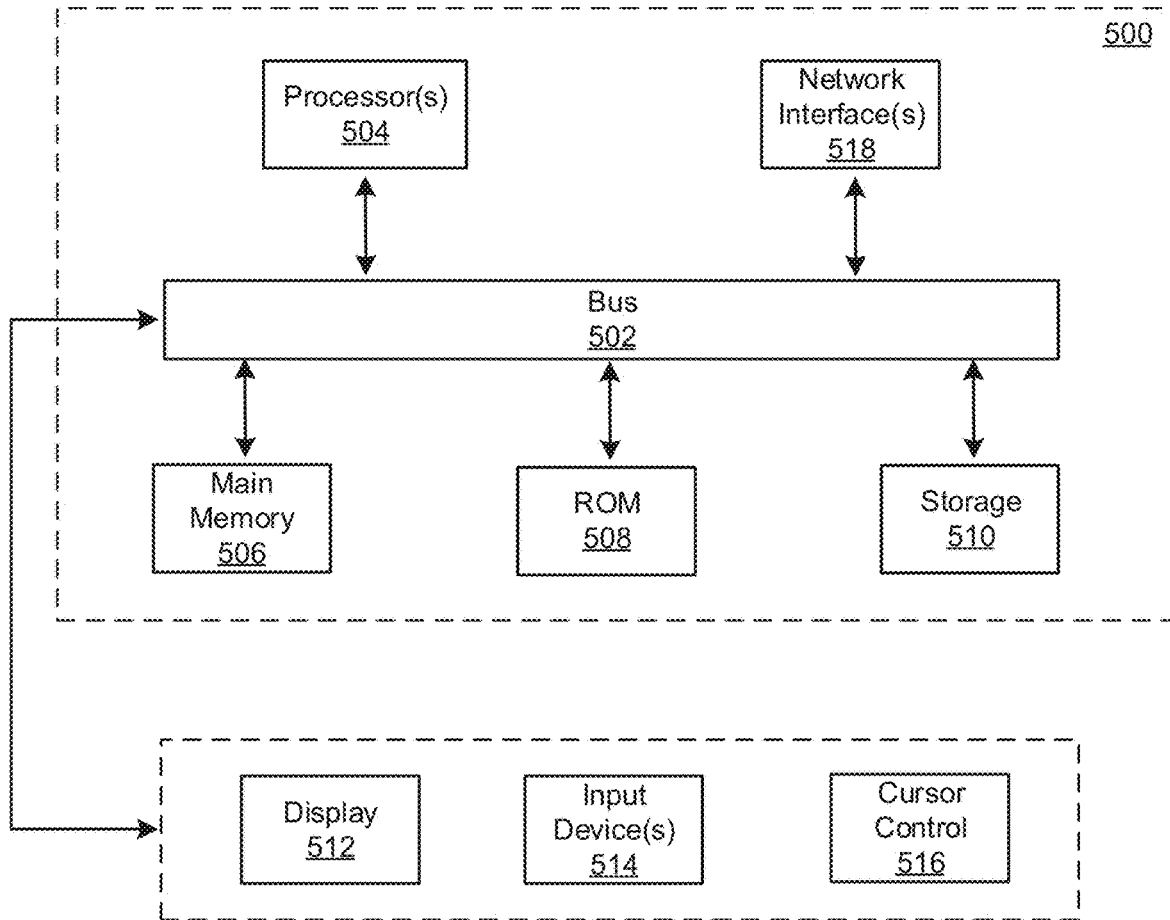 500
Processor(s)
504
Network
Interface(s)
518
Bus
502
Main
Memory
506
ROM
508
Storage
510
Display
512
Input
Device(s)
514
Cursor
Control
516